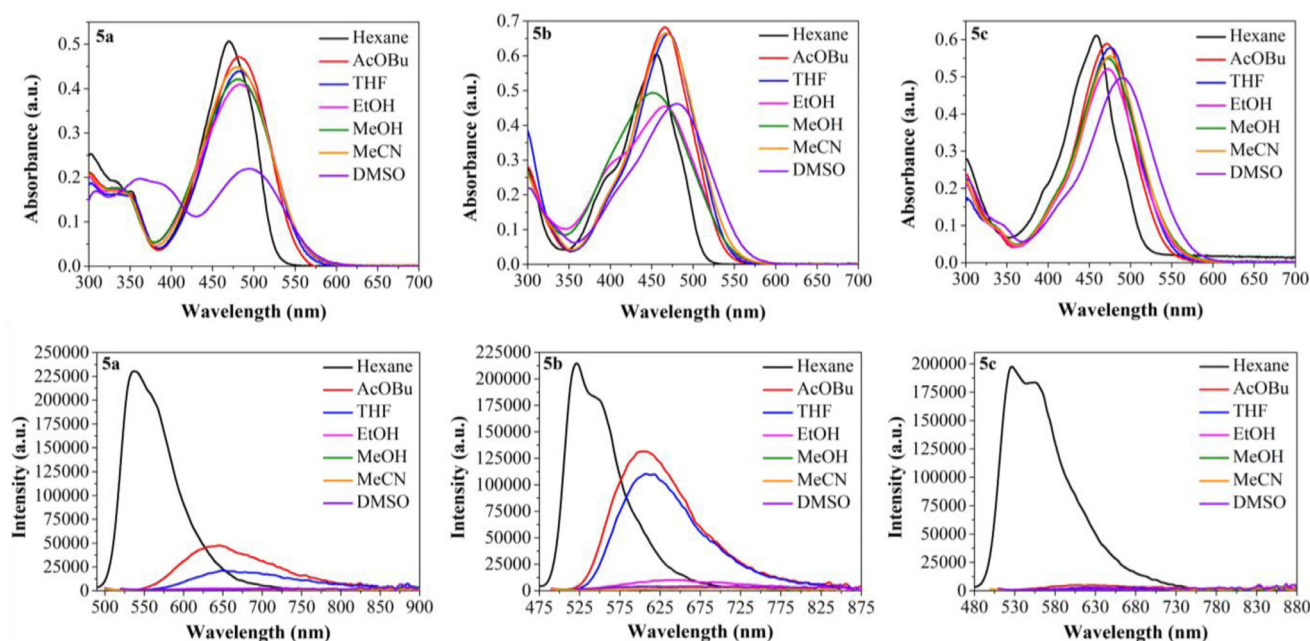 5a
Hexane
AcOBu
THF
EtOH
MeOH
MeCN
DMSO
Absorbance (a.u.)
0.5
0.4
0.3
0.2
0.1
0.0
300 350 400 450 500 550 600 650 700
Wavelength (nm)
5b
Hexane
AcOBu
THF
EtOH
MeOH
MeCN
DMSO
Absorbance (a.u.)
0.7
0.6
0.5
0.4
0.3
0.2
0.1
0.0
300 350 400 450 500 550 600 650 700
Wavelength (nm)
5c
Hexane
AcOBu
THF
EtOH
MeOH
MeCN
DMSO
Absorbance (a.u.)
0.6
0.5
0.4
0.3
0.2
0.1
0.0
300 350 400 450 500 550 600 650 700
Wavelength (nm)
5a
Hexane
AcOBu
THF
EtOH
MeOH
MeCN
DMSO
Intensity (a.u.)
250000
225000
200000
175000
150000
125000
100000
75000
50000
25000
0
500 550 600 650 700 750 800 850 900
Wavelength (nm)
5b
Hexane
AcOBu
THF
EtOH
MeOH
MeCN
DMSO
Intensity (a.u.)
225000
200000
175000
150000
125000
100000
75000
50000
25000
0
475 525 575 625 675 725 775 825 875
Wavelength (nm)
5c
Hexane
AcOBu
THF
EtOH
MeOH
MeCN
DMSO
Intensity (a.u.)
200000
175000
150000
125000
100000
75000
50000
25000
0
480 530 580 630 680 730 780 830 880
Wavelength (nm)